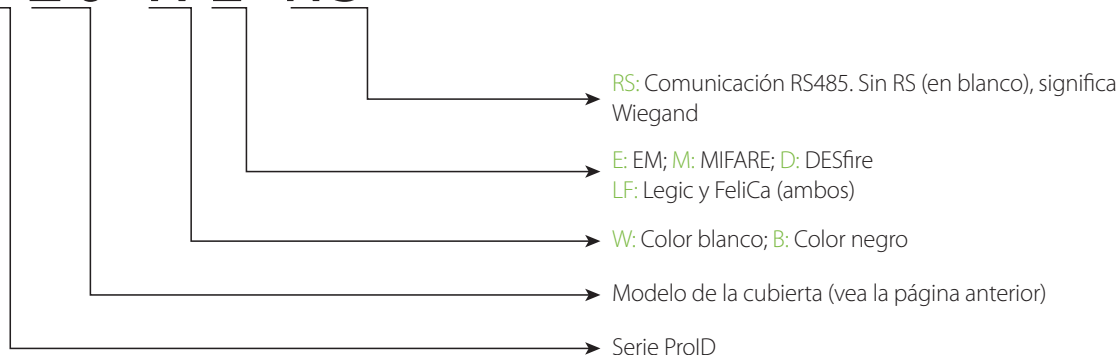 RS: Comunicación RS485. Sin RS (en blanco), significa
Wiegand
E: EM; M: MIFARE; D: DESfire
LF: Legic y FeliCa (ambos)
W: Color blanco; B: Color negro
Modelo de la cubierta (vea la página anterior)
Serie ProID